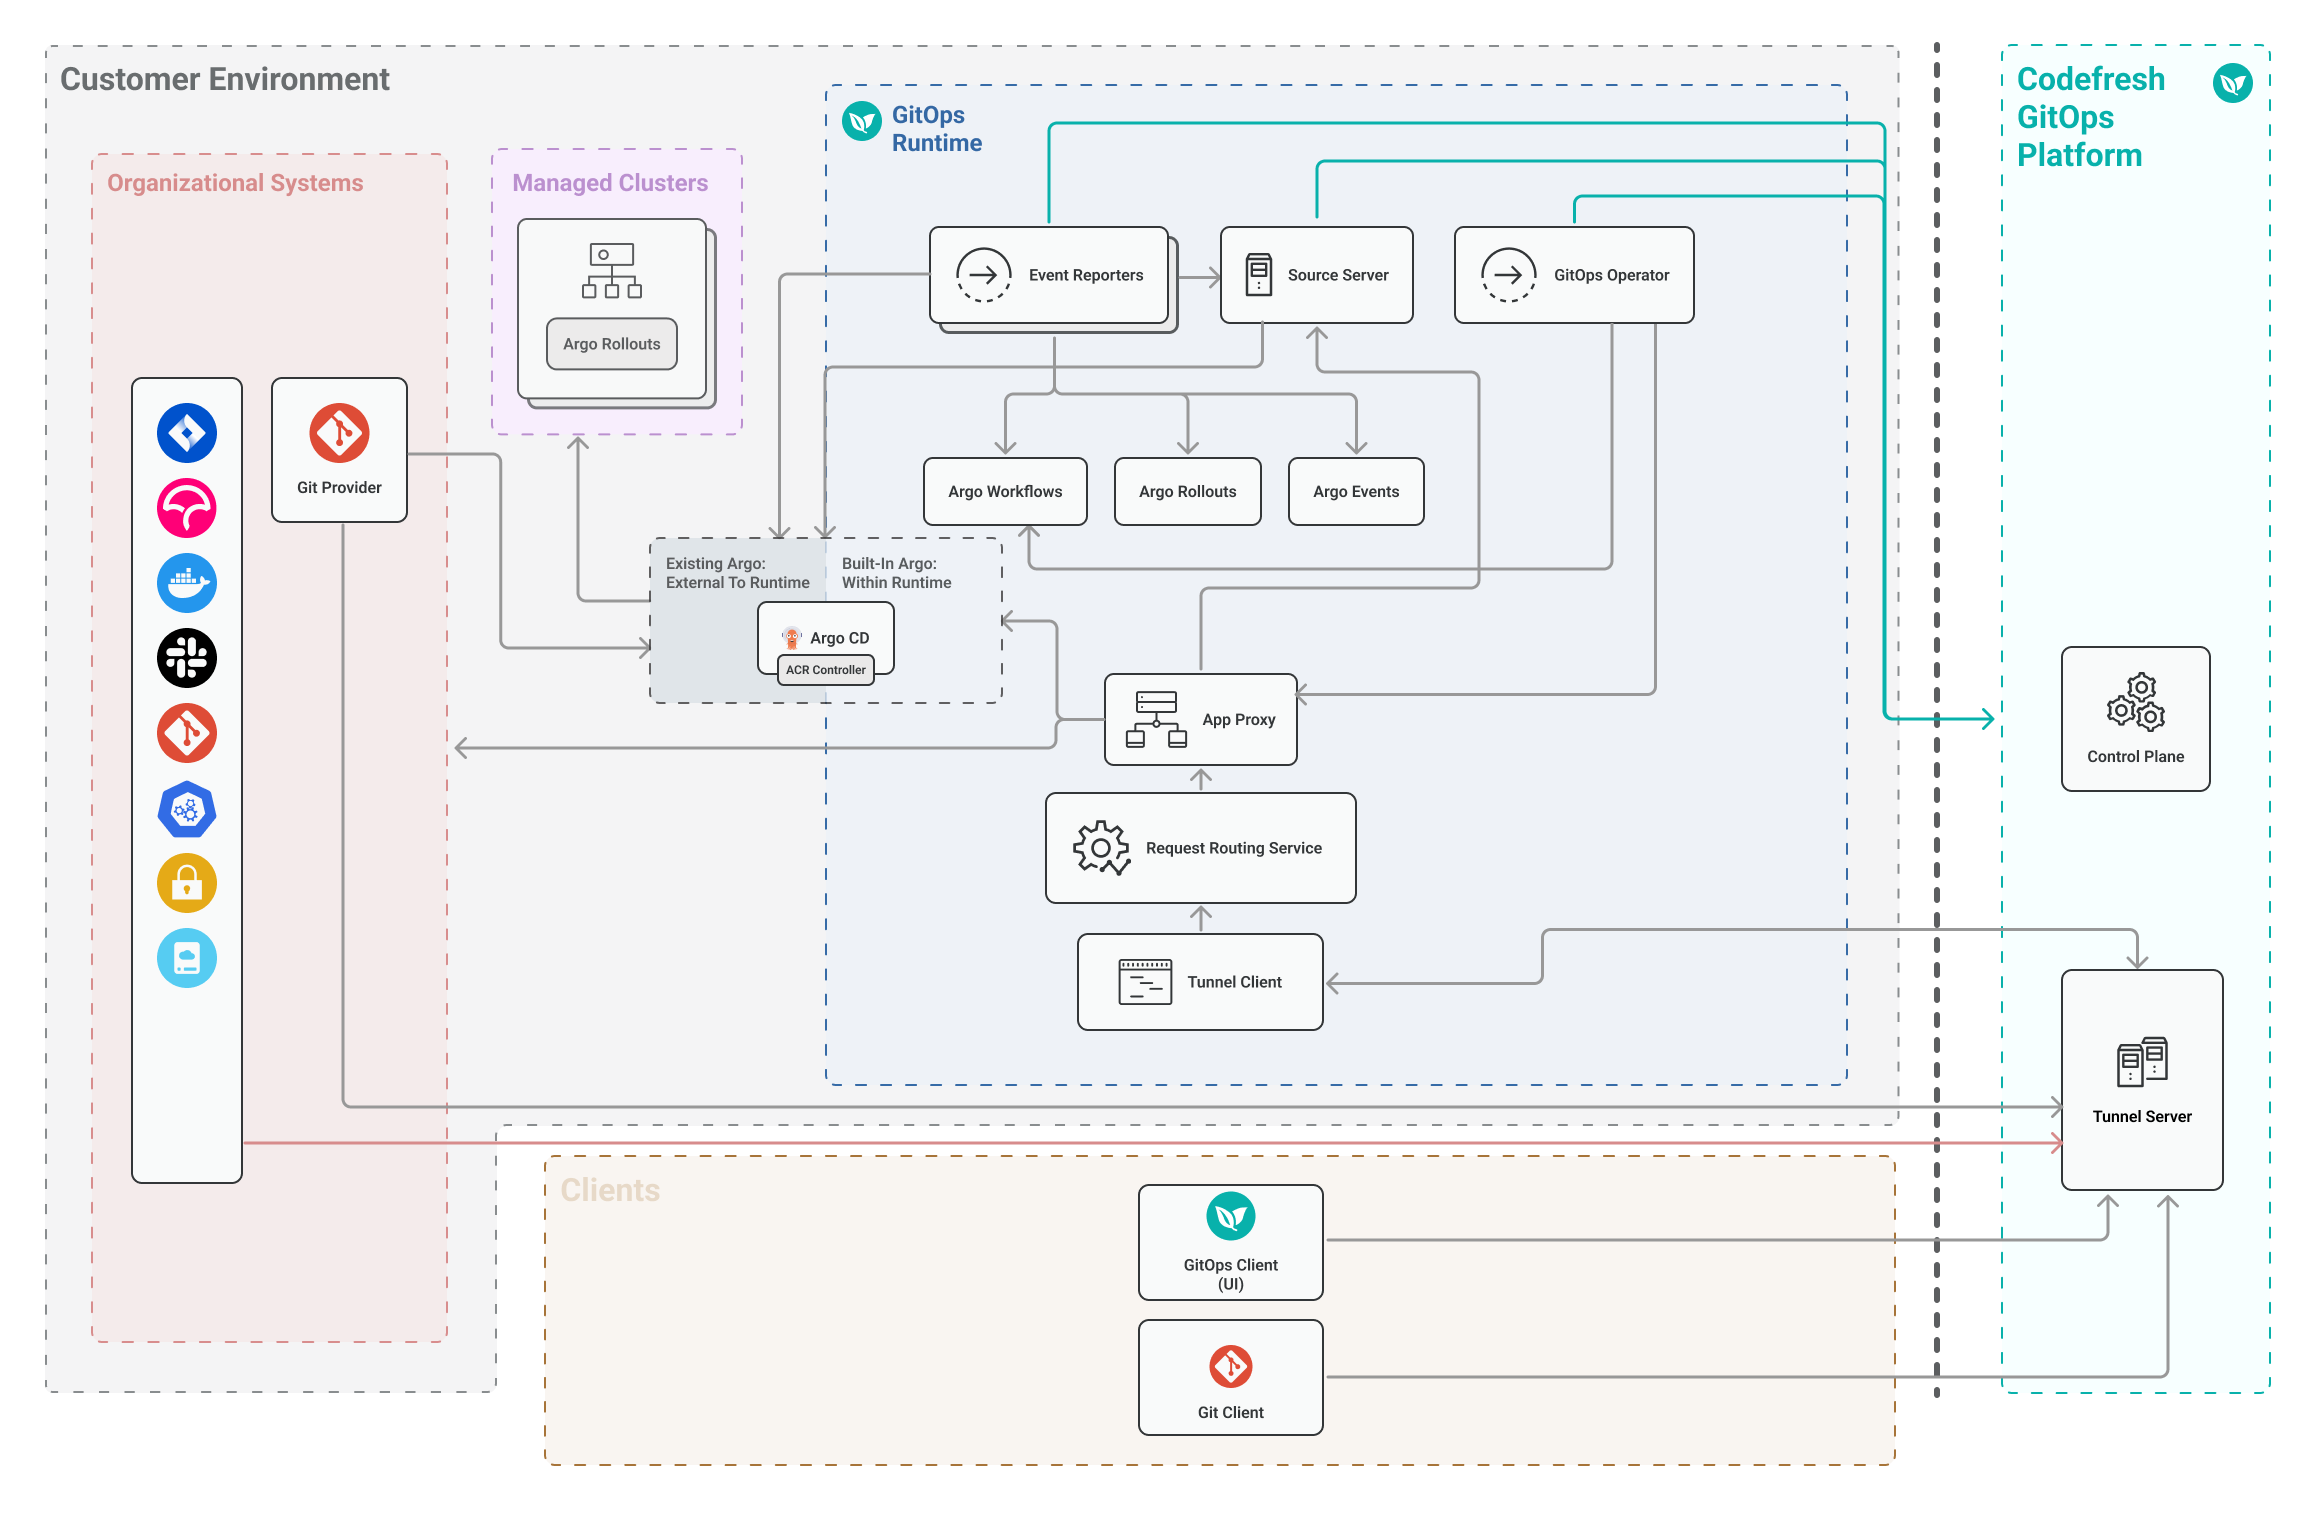 Customer Environment
Codefresh
GitOps
Platform
GitOps
Runtime
Organizational Systems
Managed Clusters
Argo Rollouts
Event Reporters
Source Server
GitOps Operator
Git Provider
Argo Workflows
Argo Rollouts
Argo Events
Existing Argo:
External To Runtime
Built-In Argo:
Within Runtime
Argo CD
ACR Controller
App Proxy
Control Plane
Request Routing Service
Tunnel Client
Tunnel Server
Clients
GitOps Client
(UI)
Git Client